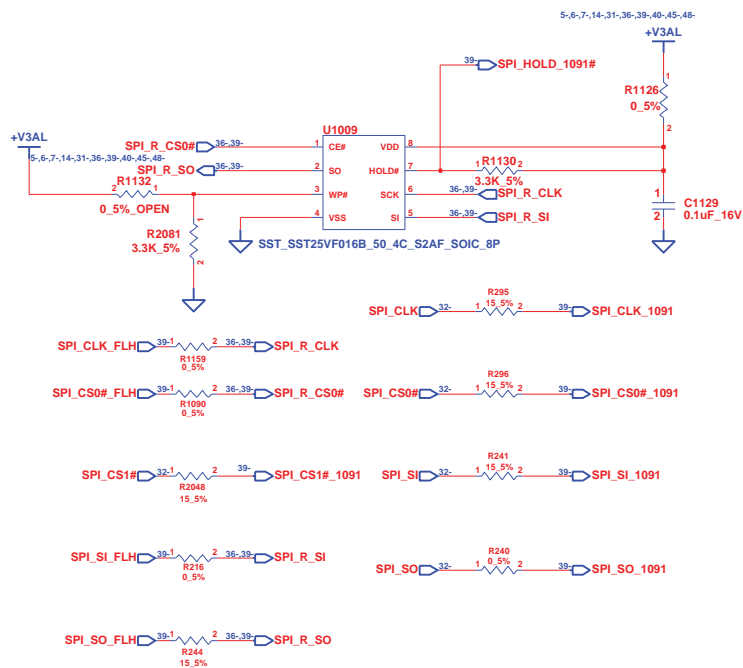 5-,6-,7-,14-,31-,36-,39-,40-,45-,48-
+V3AL
39-
SPI_HOLD_1091#
1
R1126
0_5%
2
U1009
+V3AL
SPI_R_CS0#
36-,39-
1
CE#
VDD
8
5-,6-,7-,14-,31-,36-,39-,40-,45-,48-
SPI_R_SO
36-,39-
2
SO
HOLD#
7
R1130
3.3K_5%
R1132
2
1
0_5%_OPEN
3
WP#
SCK
6
36-,39-
SPI_R_CLK
4
VSS
SI
5
36-,39-
SPI_R_SI
1
C1129
2
0.1uF_16V
1
R2081
3.3K_5%
2
SST_SST25VF016B_50_4C_S2AF_SOIC_8P
SPI_CLK
32-
1
R295
15_5%
2
39-
SPI_CLK_1091
SPI_CLK_FLH
39-
1
2
36-,39-
SPI_R_CLK
R1159
0_5%
SPI_CS0#_FLH
39-
1
2
36-,39-
SPI_R_CS0#
R1090
0_5%
SPI_CS0#
32-
1
R296
15_5%
2
39-
SPI_CS0#_1091
SPI_CS1#
32-
1
2
39-
SPI_CS1#_1091
R2048
15_5%
SPI_SI
32-
1
R241
15_5%
2
39-
SPI_SI_1091
SPI_SI_FLH
39-
1
2
36-,39-
SPI_R_SI
R216
0_5%
SPI_SO
32-
1
R240
0_5%
2
39-
SPI_SO_1091
SPI_SO_FLH
39-
1
2
36-,39-
SPI_R_SO
R244
15_5%